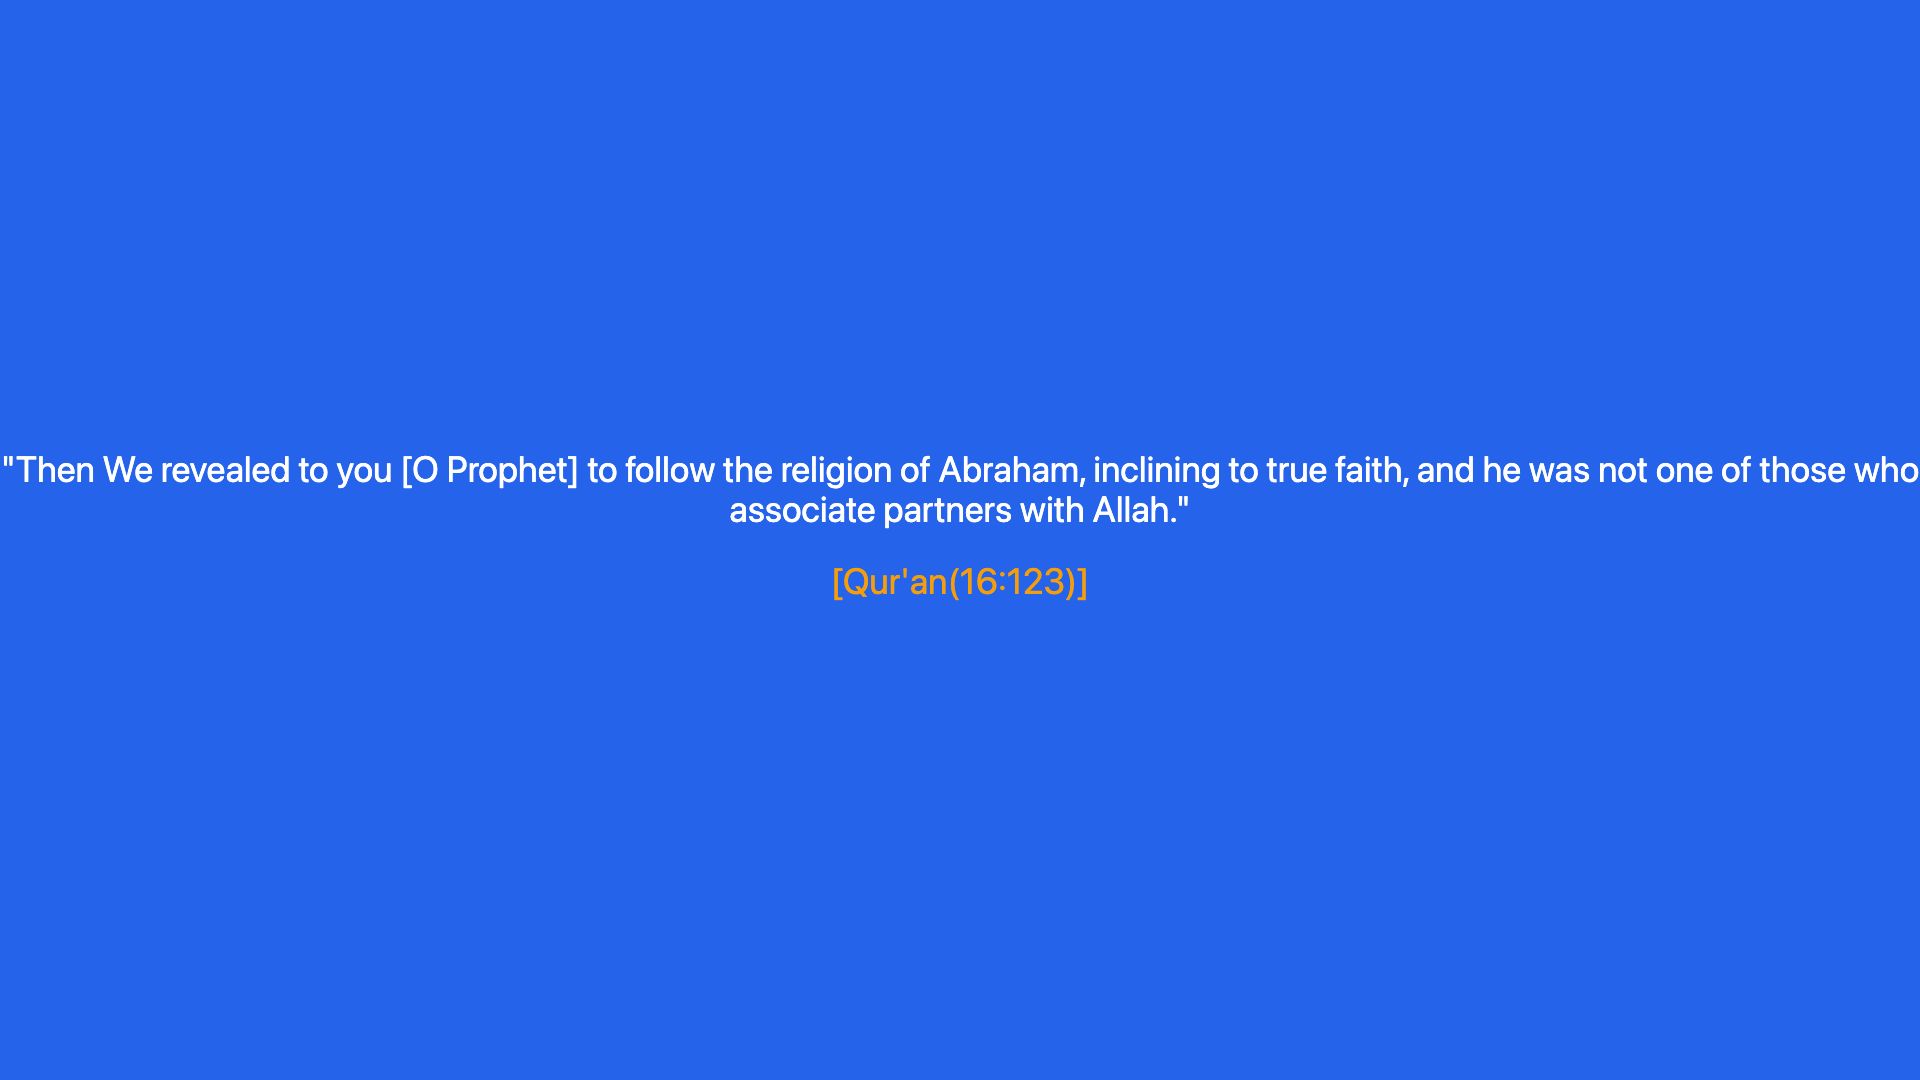 "Then We revealed to you [O Prophet] to follow the religion of Abraham, inclining to true faith, and he was not one of those who
associate partners with Allah."
[Qur'an(16:123)]